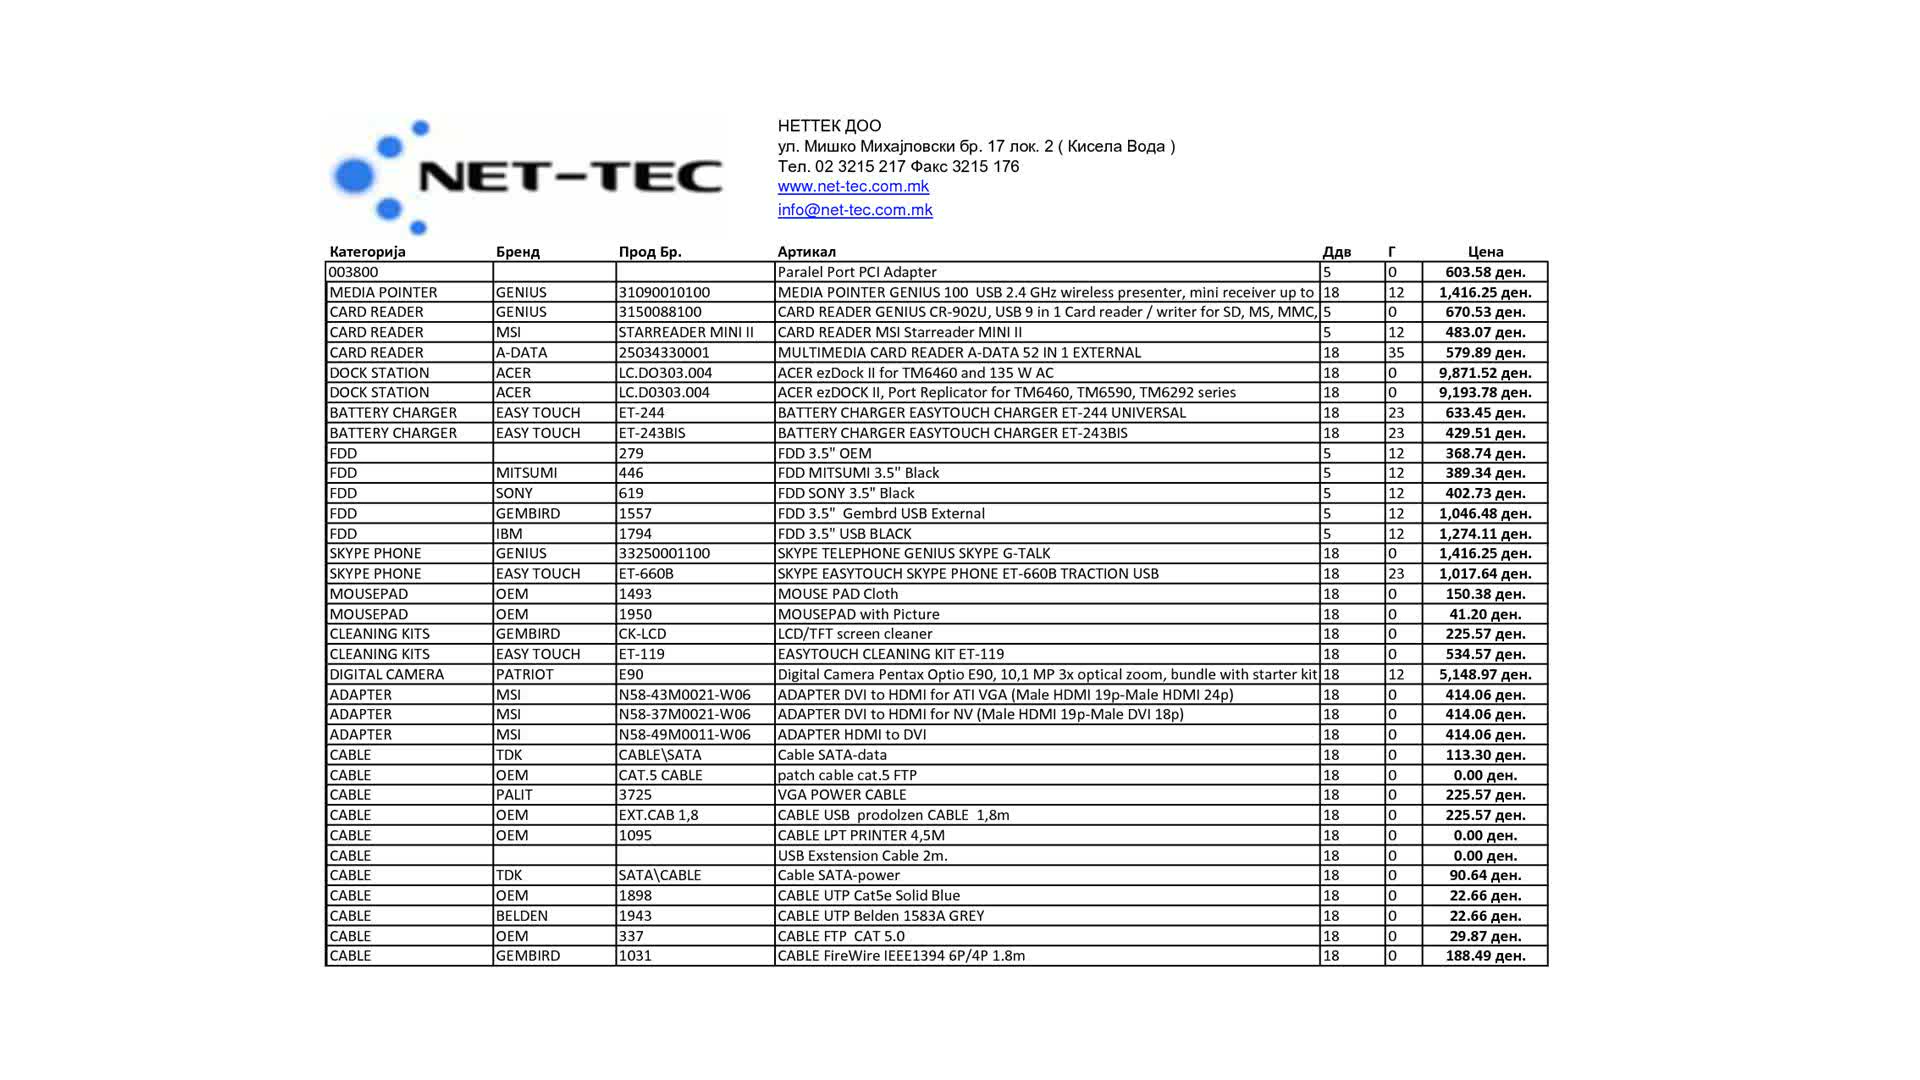 NET-TEC
НЕТТЕК ДОО
ул. Мишко Михајловски бр. 17 лок. 2 ( Кисела Вода )
Тел. 02 3215 217 Факс 3215 176
www.net-tec.com.mk
info@net-tec.com.mk
Категорија Бренд Прод Бр. Артикал Ддв Г Цена
003800 Paralel Port PCI Adapter 5 0 603.58 ден.
MEDIA POINTER GENIUS 31090010100 MEDIA POINTER GENIUS 100 USB 2.4 GHz wireless presenter, mini receiver up to 18 12 1,416.25 ден.
CARD READER GENIUS 3150088100 CARD READER GENIUS CR-902U, USB 9 in 1 Card reader / writer for SD, MS, MMC, 5 0 670.53 ден.
CARD READER MSI STARREADER MINI II CARD READER MSI Starreader MINI II 5 12 483.07 ден.
CARD READER A-DATA 25034330001 MULTIMEDIA CARD READER A-DATA 52 IN 1 EXTERNAL 18 35 579.89 ден.
DOCK STATION ACER LC.DO303.004 ACER ezDock II for TM6460 and 135 W AC 18 0 9,871.52 ден.
DOCK STATION ACER LC.D0303.004 ACER ezDOCK II, Port Replicator for TM6460, TM6590, TM6292 series 18 0 9,193.78 ден.
BATTERY CHARGER EASY TOUCH ET-244 BATTERY CHARGER EASYTOUCH CHARGER ET-244 UNIVERSAL 18 23 633.45 ден.
BATTERY CHARGER EASY TOUCH ET-243BIS BATTERY CHARGER EASYTOUCH CHARGER ET-243BIS 18 23 429.51 ден.
FDD 279 FDD 3.5" OEM 5 12 368.74 ден.
FDD MITSUMI 446 FDD MITSUMI 3.5" Black 5 12 389.34 ден.
FDD SONY 619 FDD SONY 3.5" Black 5 12 402.73 ден.
FDD GEMBIRD 1557 FDD 3.5" Gembrd USB External 5 12 1,046.48 ден.
FDD IBM 1794 FDD 3.5" USB BLACK 5 12 1,274.11 ден.
SKYPE PHONE GENIUS 33250001100 SKYPE TELEPHONE GENIUS SKYPE G-TALK 18 0 1,416.25 ден.
SKYPE PHONE EASY TOUCH ET-660B SKYPE EASYTOUCH SKYPE PHONE ET-660B TRACTION USB 18 23 1,017.64 ден.
MOUSEPAD OEM 1493 MOUSE PAD Cloth 18 0 150.38 ден.
MOUSEPAD OEM 1950 MOUSEPAD with Picture 18 0 41.20 ден.
CLEANING KITS GEMBIRD CK-LCD LCD/TFT screen cleaner 18 0 225.57 ден.
CLEANING KITS EASY TOUCH ET-119 EASYTOUCH CLEANING KIT ET-119 18 0 534.57 ден.
DIGITAL CAMERA PATRIOT E90 Digital Camera Pentax Optio E90, 10,1 MP 3x optical zoom, bundle with starter kit 18 12 5,148.97 ден.
ADAPTER MSI N58-43M0021-W06 ADAPTER DVI to HDMI for ATI VGA (Male HDMI 19p-Male HDMI 24p) 18 0 414.06 ден.
ADAPTER MSI N58-37M0021-W06 ADAPTER DVI to HDMI for NV (Male HDMI 19p-Male DVI 18p) 18 0 414.06 ден.
ADAPTER MSI N58-49M0011-W06 ADAPTER HDMI to DVI 18 0 414.06 ден.
CABLE TDK CABLE\SATA Cable SATA-data 18 0 113.30 ден.
CABLE OEM CAT.5 CABLE patch cable cat.5 FTP 18 0 0.00 ден.
CABLE PALIT 3725 VGA POWER CABLE 18 0 225.57 ден.
CABLE OEM EXT.CAB 1,8 CABLE USB prodolzen CABLE 1,8m 18 0 225.57 ден.
CABLE OEM 1095 CABLE LPT PRINTER 4,5M 18 0 0.00 ден.
CABLE USB Exstension Cable 2m. 18 0 0.00 ден.
CABLE TDK SATA\CABLE Cable SATA-power 18 0 90.64 ден.
CABLE OEM 1898 CABLE UTP Cat5e Solid Blue 18 0 22.66 ден.
CABLE BELDEN 1943 CABLE UTP Belden 1583A GREY 18 0 22.66 ден.
CABLE OEM 337 CABLE FTP CAT 5.0 18 0 29.87 ден.
CABLE GEMBIRD 1031 CABLE FireWire IEEE1394 6P/4P 1.8m 18 0 188.49 ден.